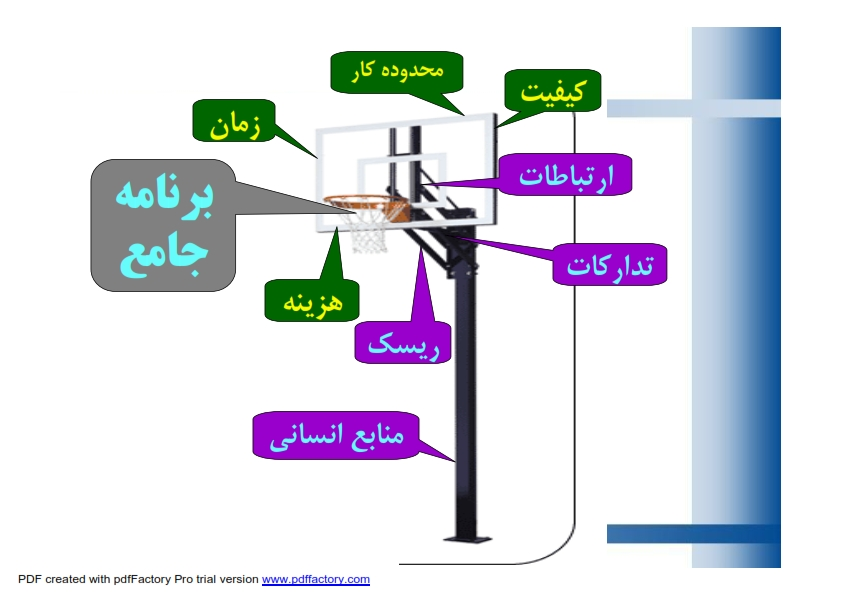 محدوده کار
کیفیت
زمان
ارتباطات
برنامه
جامع
تدارکات
هزینه
ریسک
منابع انسانی
PDF created with pdfFactory Pro trial version www.pdffactory.com